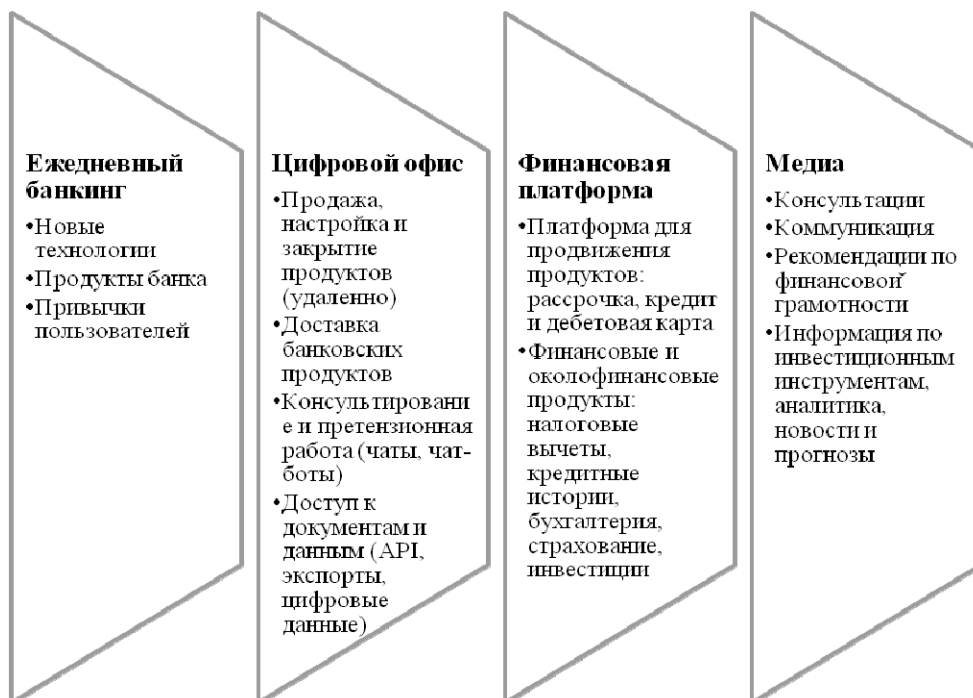 Ежедневный
банкинг
•Новые
технологии
•Продукты банка
•Привычки
пользователей
Цифровой офис
•Продажа,
настройка и
закрытие
продуктов
(удаленно)
•Доставка
банковских
продуктов
•Консультировани
е и претензионная
работа (чаты, чат-
боты)
•Доступ к
документам и
данным (API,
экспорты,
цифровые
данные)
Финансовая
платформа
•Платформа для
продвижения
продуктов:
рассрочка, кредит
и дебетовая карта
•Финансовые и
околофинансовые
продукты:
налоговые
вычеты,
кредитные
истории,
бухгалтерия,
страхование,
инвестиции
Медиа
•Консультации
•Коммуникация
•Рекомендации по
финансовой
грамотности
•Информация по
инвестиционным
инструментам,
аналитика,
новости и
прогнозы